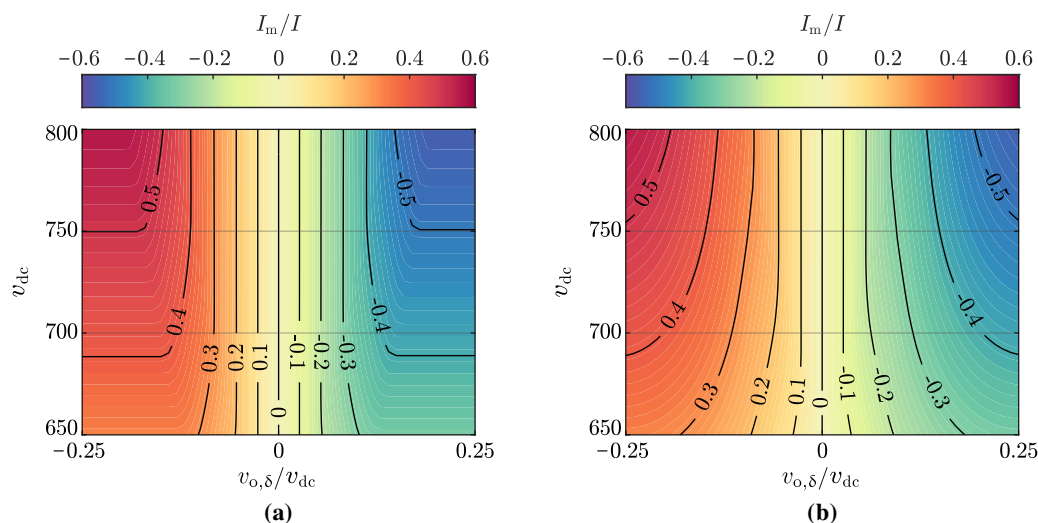 I_m/I I_m/I
−0.6 −0.4 −0.2 0 0.2 0.4 0.6 −0.6 −0.4 −0.2 0 0.2 0.4 0.6
800 800
0.5 -0.5 0.5 -0.5
750 750
v_dc v_dc
0.4 -0.4 0.4 -0.4
700 700
0.3 0.2 0.1 -0.1 -0.2 -0.3 0.3 0.2 0.1 0 -0.1 -0.2 -0.3
0
650 650
−0.25 0 0.25 −0.25 0 0.25
v_o,δ/v_dc v_o,δ/v_dc
(a) (b)